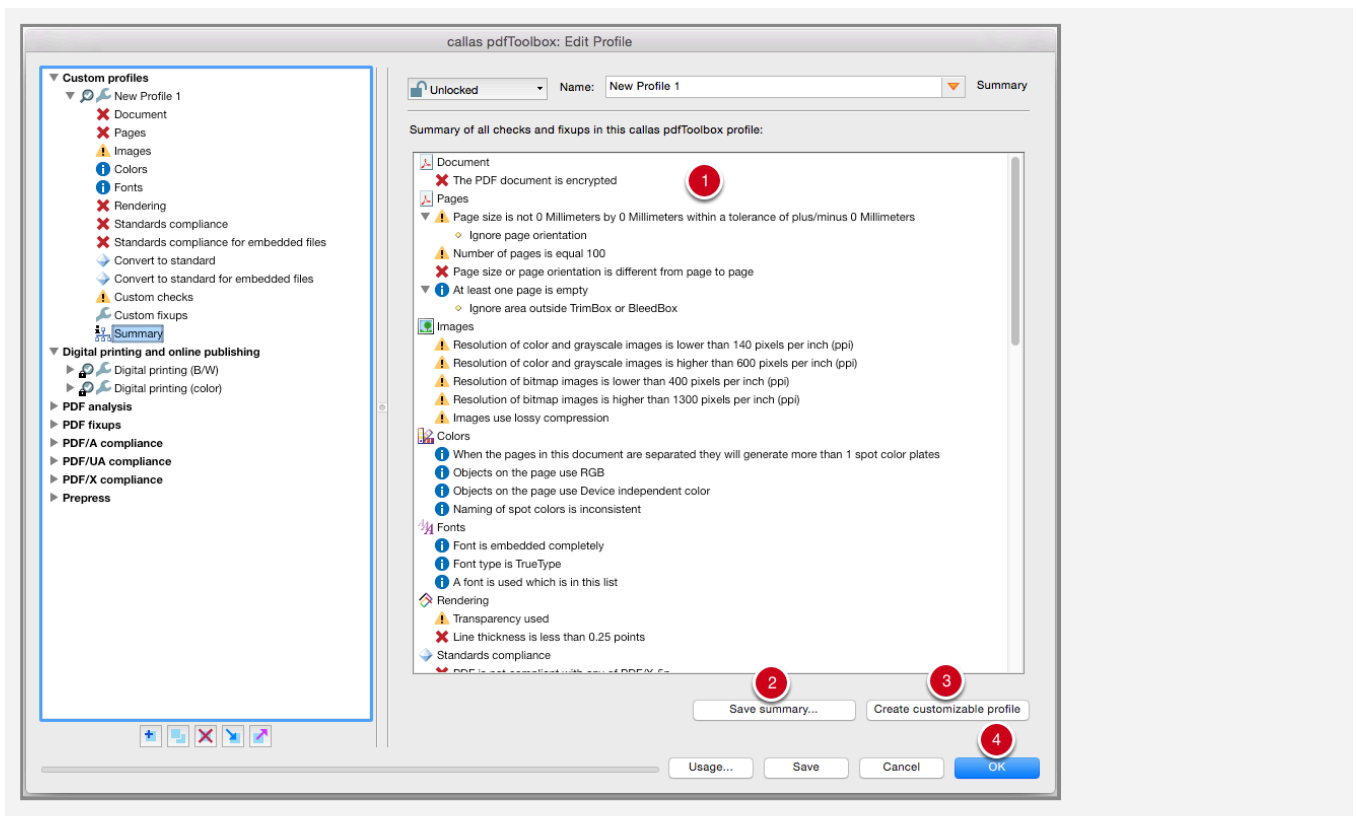 callas pdfToolbox: Edit Profile
Custom profiles
New Profile 1
Document
Pages
Images
Colors
Fonts
Rendering
Standards compliance
Standards compliance for embedded files
Convert to standard
Convert to standard for embedded files
Custom checks
Custom fixups
Summary
Digital printing and online publishing
Digital printing (B/W)
Digital printing (color)
PDF analysis
PDF fixups
PDF/A compliance
PDF/UA compliance
PDF/X compliance
Prepress
Unlocked Name: New Profile 1 Summary
Summary of all checks and fixups in this callas pdfToolbox profile:
Document
The PDF document is encrypted
1
Pages
Page size is not 0 Millimeters by 0 Millimeters within a tolerance of plus/minus 0 Millimeters
Ignore page orientation
Number of pages is equal 100
Page size or page orientation is different from page to page
At least one page is empty
Ignore area outside TrimBox or BleedBox
Images
Resolution of color and grayscale images is lower than 140 pixels per inch (ppi)
Resolution of color and grayscale images is higher than 600 pixels per inch (ppi)
Resolution of bitmap images is lower than 400 pixels per inch (ppi)
Resolution of bitmap images is higher than 1300 pixels per inch (ppi)
Images use lossy compression
Colors
When the pages in this document are separated they will generate more than 1 spot color plates
Objects on the page use RGB
Objects on the page use Device independent color
Naming of spot colors is inconsistent
Fonts
Font is embedded completely
Font type is TrueType
A font is used which is in this list
Rendering
Transparency used
Line thickness is less than 0.25 points
Standards compliance
PDF is not compliant with any of PDF/X-5n
2
3
Save summary... Create customizable profile
4
Usage... Save Cancel OK